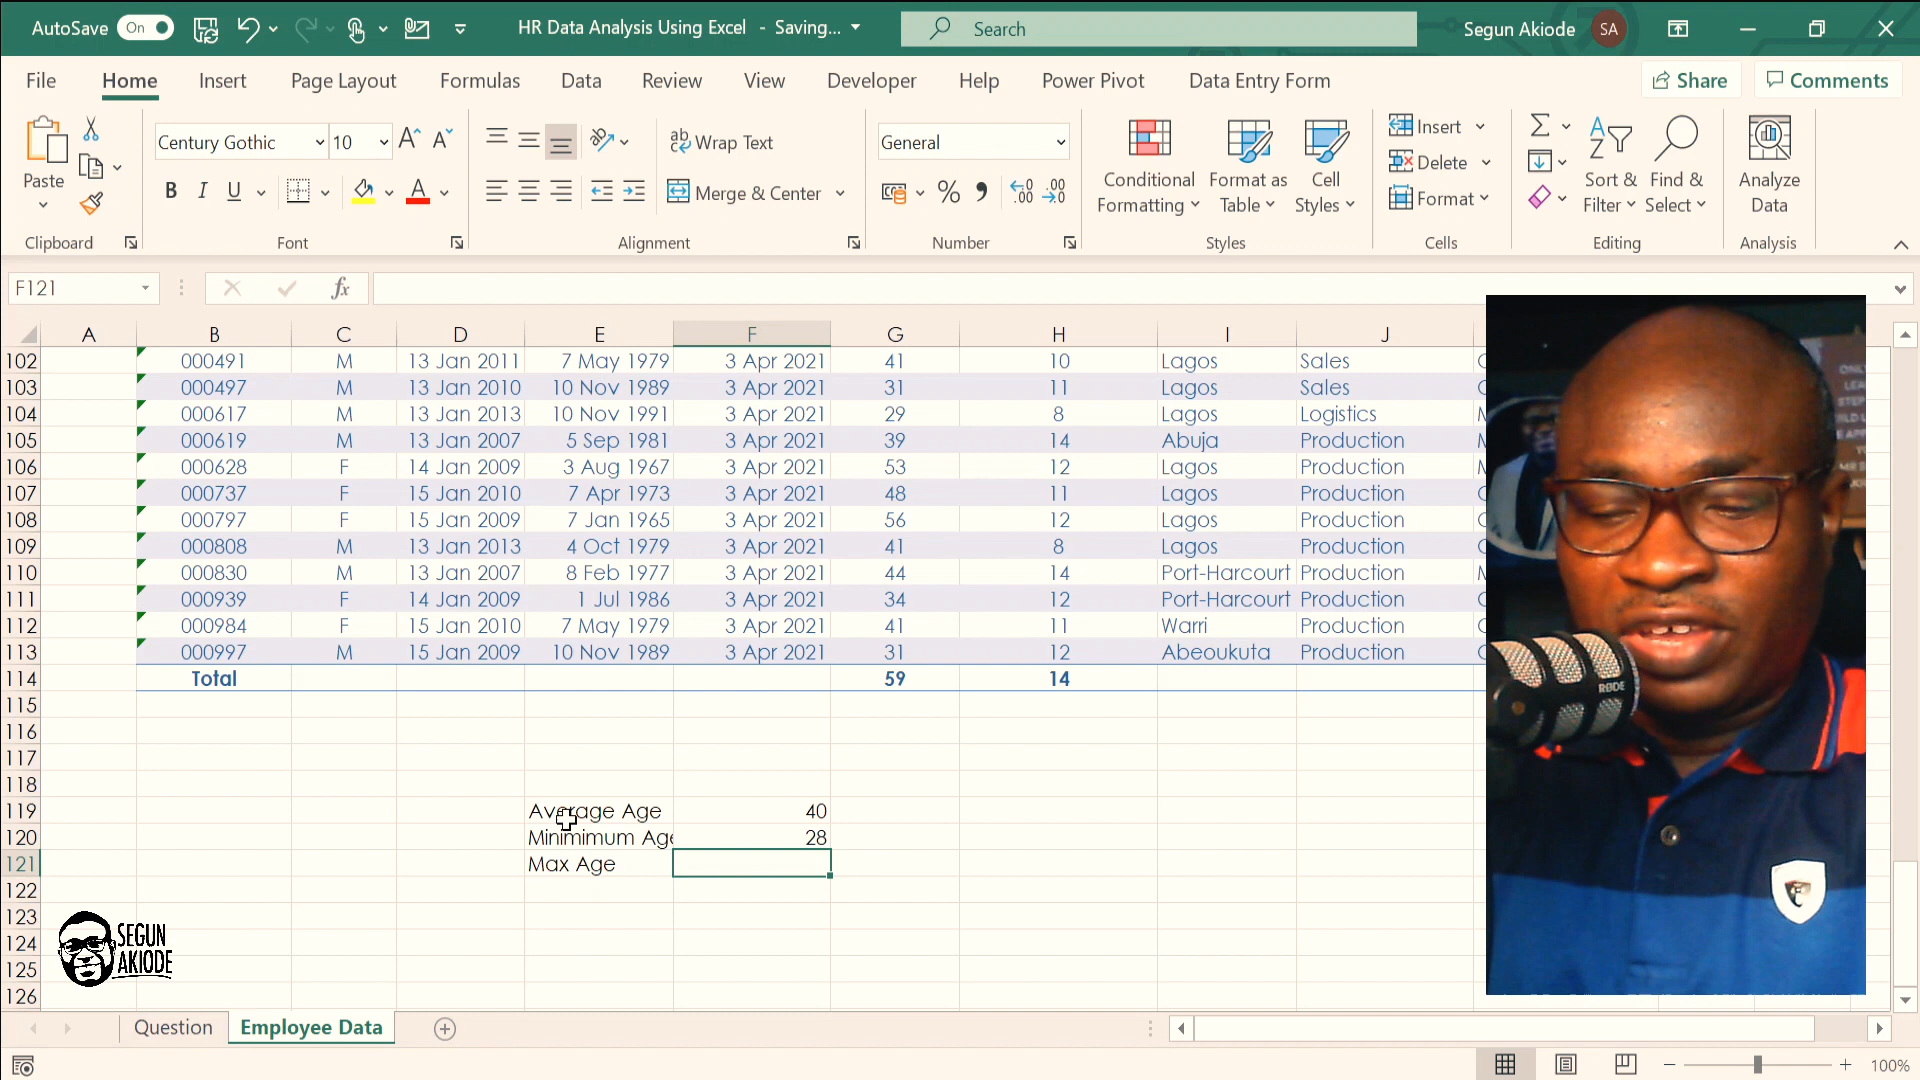 AutoSave On HR Data Analysis Using Excel - Saving... Search Segun Akiode SA
File Home Insert Page Layout Formulas Data Review View Developer Help Power Pivot Data Entry Form Share Comments
Century Gothic 10 Wrap Text General Insert
Paste B I U Merge & Center Conditional Formatting Format as Table Cell Styles Delete Sort & Filter Find & Select Analyze Data
Format
Clipboard Font Alignment Number Styles Cells Editing Analysis
F121 fx
A B C D E F G H I J
102 000491 M 13 Jan 2011 7 May 1979 3 Apr 2021 41 10 Lagos Sales
103 000497 M 13 Jan 2010 10 Nov 1989 3 Apr 2021 31 11 Lagos Sales
104 000617 M 13 Jan 2013 10 Nov 1991 3 Apr 2021 29 8 Lagos Logistics
105 000619 M 13 Jan 2007 5 Sep 1981 3 Apr 2021 39 14 Abuja Production
106 000628 F 14 Jan 2009 3 Aug 1967 3 Apr 2021 53 12 Lagos Production
107 000737 F 15 Jan 2010 7 Apr 1973 3 Apr 2021 48 11 Lagos Production
108 000797 F 15 Jan 2009 7 Jan 1965 3 Apr 2021 56 12 Lagos Production
109 000808 M 13 Jan 2013 4 Oct 1979 3 Apr 2021 41 8 Lagos Production
110 000830 M 13 Jan 2007 8 Feb 1977 3 Apr 2021 44 14 Port-Harcourt Production
111 000939 F 14 Jan 2009 1 Jul 1986 3 Apr 2021 34 12 Port-Harcourt Production
112 000984 F 15 Jan 2010 7 May 1979 3 Apr 2021 41 11 Warri Production
113 000997 M 15 Jan 2009 10 Nov 1989 3 Apr 2021 31 12 Abeoukuta Production
114 Total 59 14
115
116
117
118
119 Average Age 40
120 Minimimum Age 28
121 Max Age
122
123
124
125
126
SEGUN
AKIODE
RØDE
Question Employee Data
100%